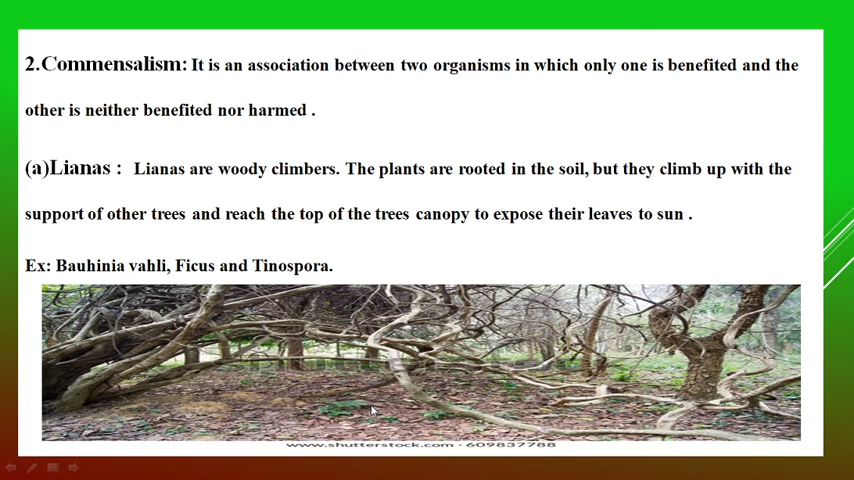 2.Commensalism: It is an association between two organisms in which only one is benefited and the
other is neither benefited nor harmed .
(a)Lianas : Lianas are woody climbers. The plants are rooted in the soil, but they climb up with the
support of other trees and reach the top of the trees canopy to expose their leaves to sun .
Ex: Bauhinia vahli, Ficus and Tinospora.
www.shutterstock.com · 609837788